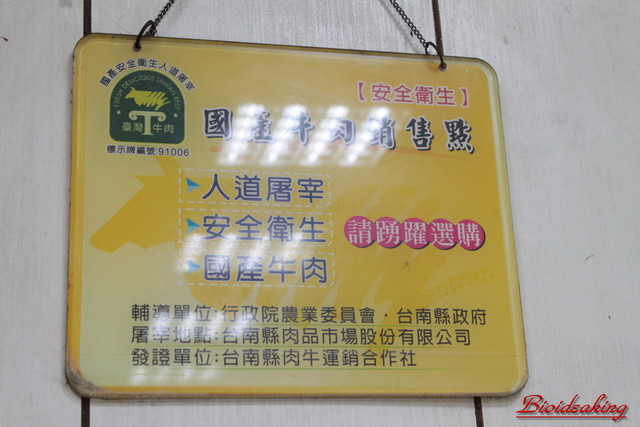 國產安全衛生人道屠宰
FRESH DELICIOUS TAIWAN BEEF
臺灣牛肉
標示牌編號:91006
【安全衛生】
國產牛肉銷售點
人道屠宰
安全衛生
國產牛肉
請踴躍選購
輔導單位:行政院農業委員會・台南縣政府
屠宰地點:台南縣肉品市場股份有限公司
發證單位:台南縣肉牛運銷合作社
Bioidsaking